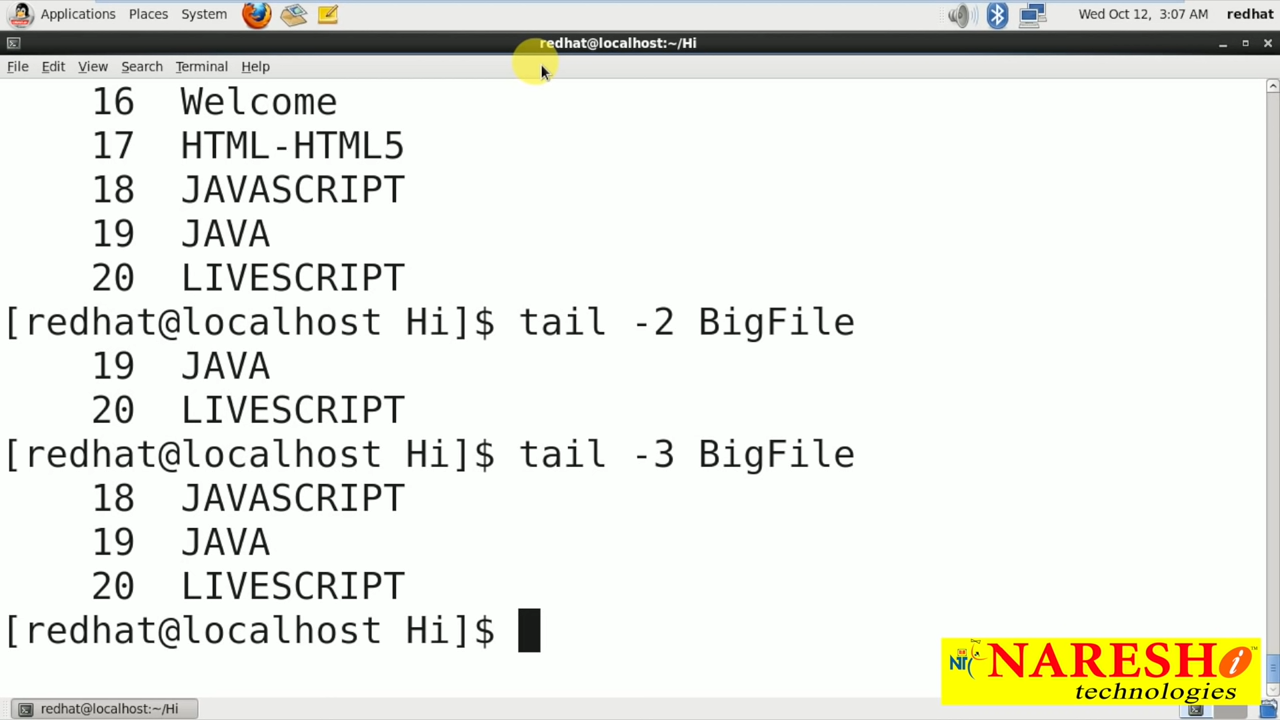 Applications Places System Wed Oct 12, 3:07 AM redhat
redhat@localhost:~/Hi
File Edit View Search Terminal Help
16 Welcome
17 HTML-HTML5
18 JAVASCRIPT
19 JAVA
20 LIVESCRIPT
[redhat@localhost Hi]$ tail -2 BigFile
19 JAVA
20 LIVESCRIPT
[redhat@localhost Hi]$ tail -3 BigFile
18 JAVASCRIPT
19 JAVA
20 LIVESCRIPT
[redhat@localhost Hi]$
NARESH i
technologies
redhat@localhost:~/Hi